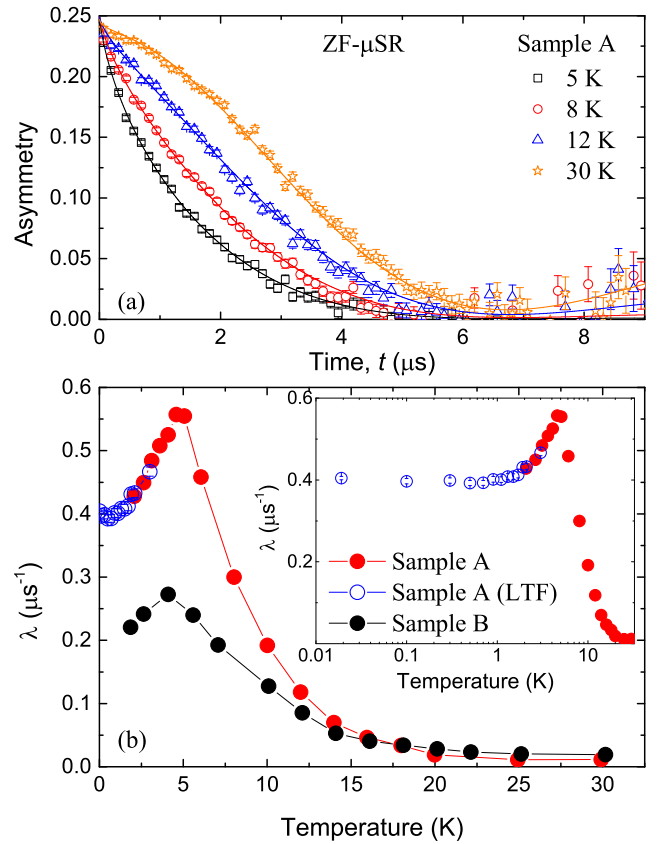 0.25
0.20
0.15
0.10
0.05
0.00
Asymmetry
ZF-μSR
Sample A
5 K
8 K
12 K
30 K
(a)
0
2
4
6
8
Time, t (μs)
0.6
0.5
0.4
0.3
0.2
0.1
0.0
λ (μs⁻¹)
0.6
0.4
0.2
λ (μs⁻¹)
Sample A
Sample A (LTF)
Sample B
0.01
0.1
1
10
Temperature (K)
(b)
0
5
10
15
20
25
30
Temperature (K)